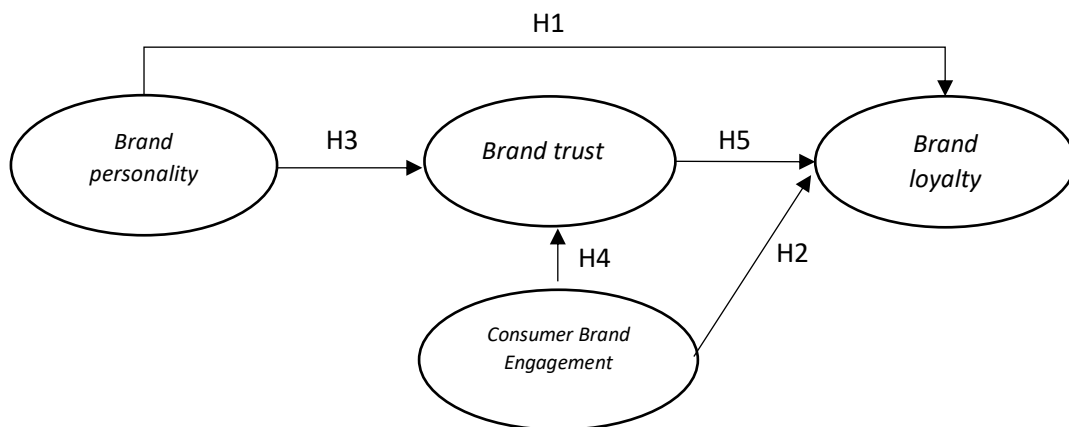 H1
Brand
personality
H3
Brand trust
H5
Brand
loyalty
H4
H2
Consumer Brand
Engagement